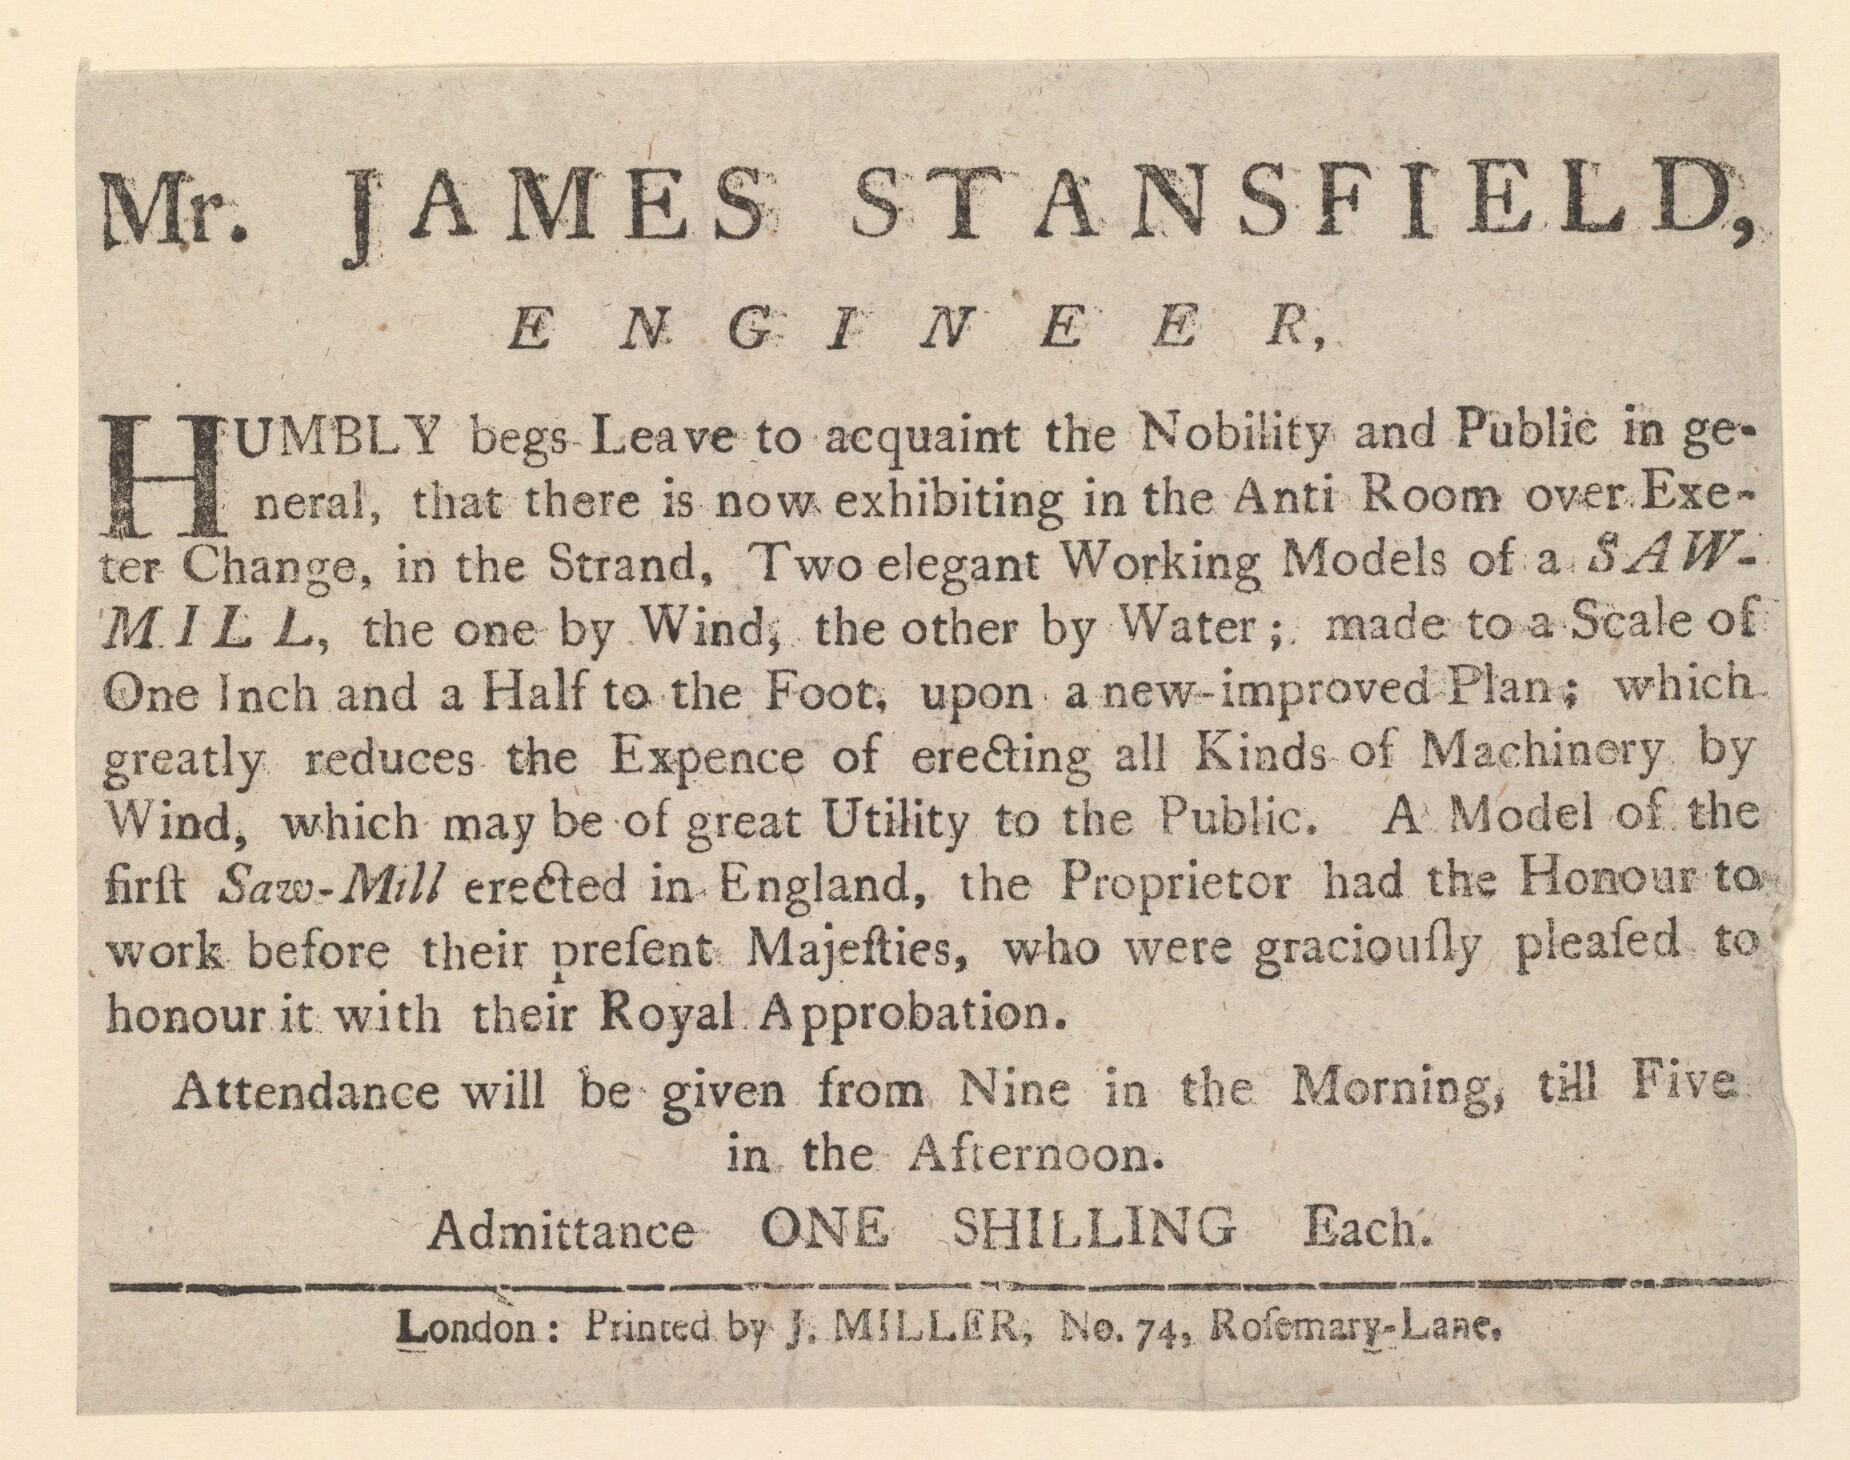 Mr. JAMES STANSFIELD,
ENGINEER,
HUMBLY begs Leave to acquaint the Nobility and Public in ge-
neral, that there is now exhibiting in the Anti Room over Exe-
ter Change, in the Strand, Two elegant Working Models of a SAW-
MILL, the one by Wind, the other by Water; made to a Scale of
One Inch and a Half to the Foot, upon a new-improved Plan; which
greatly reduces the Expence of erecting all Kinds of Machinery by
Wind, which may be of great Utility to the Public. A Model of the
firſt Saw-Mill erected in England, the Proprietor had the Honour to
work before their preſent Majeſties, who were graciouſly pleaſed to
honour it with their Royal Approbation.
Attendance will be given from Nine in the Morning, till Five
in the Afternoon.
Admittance ONE SHILLING Each.
London: Printed by J. MILLER, No. 74, Roſemary-Lane.